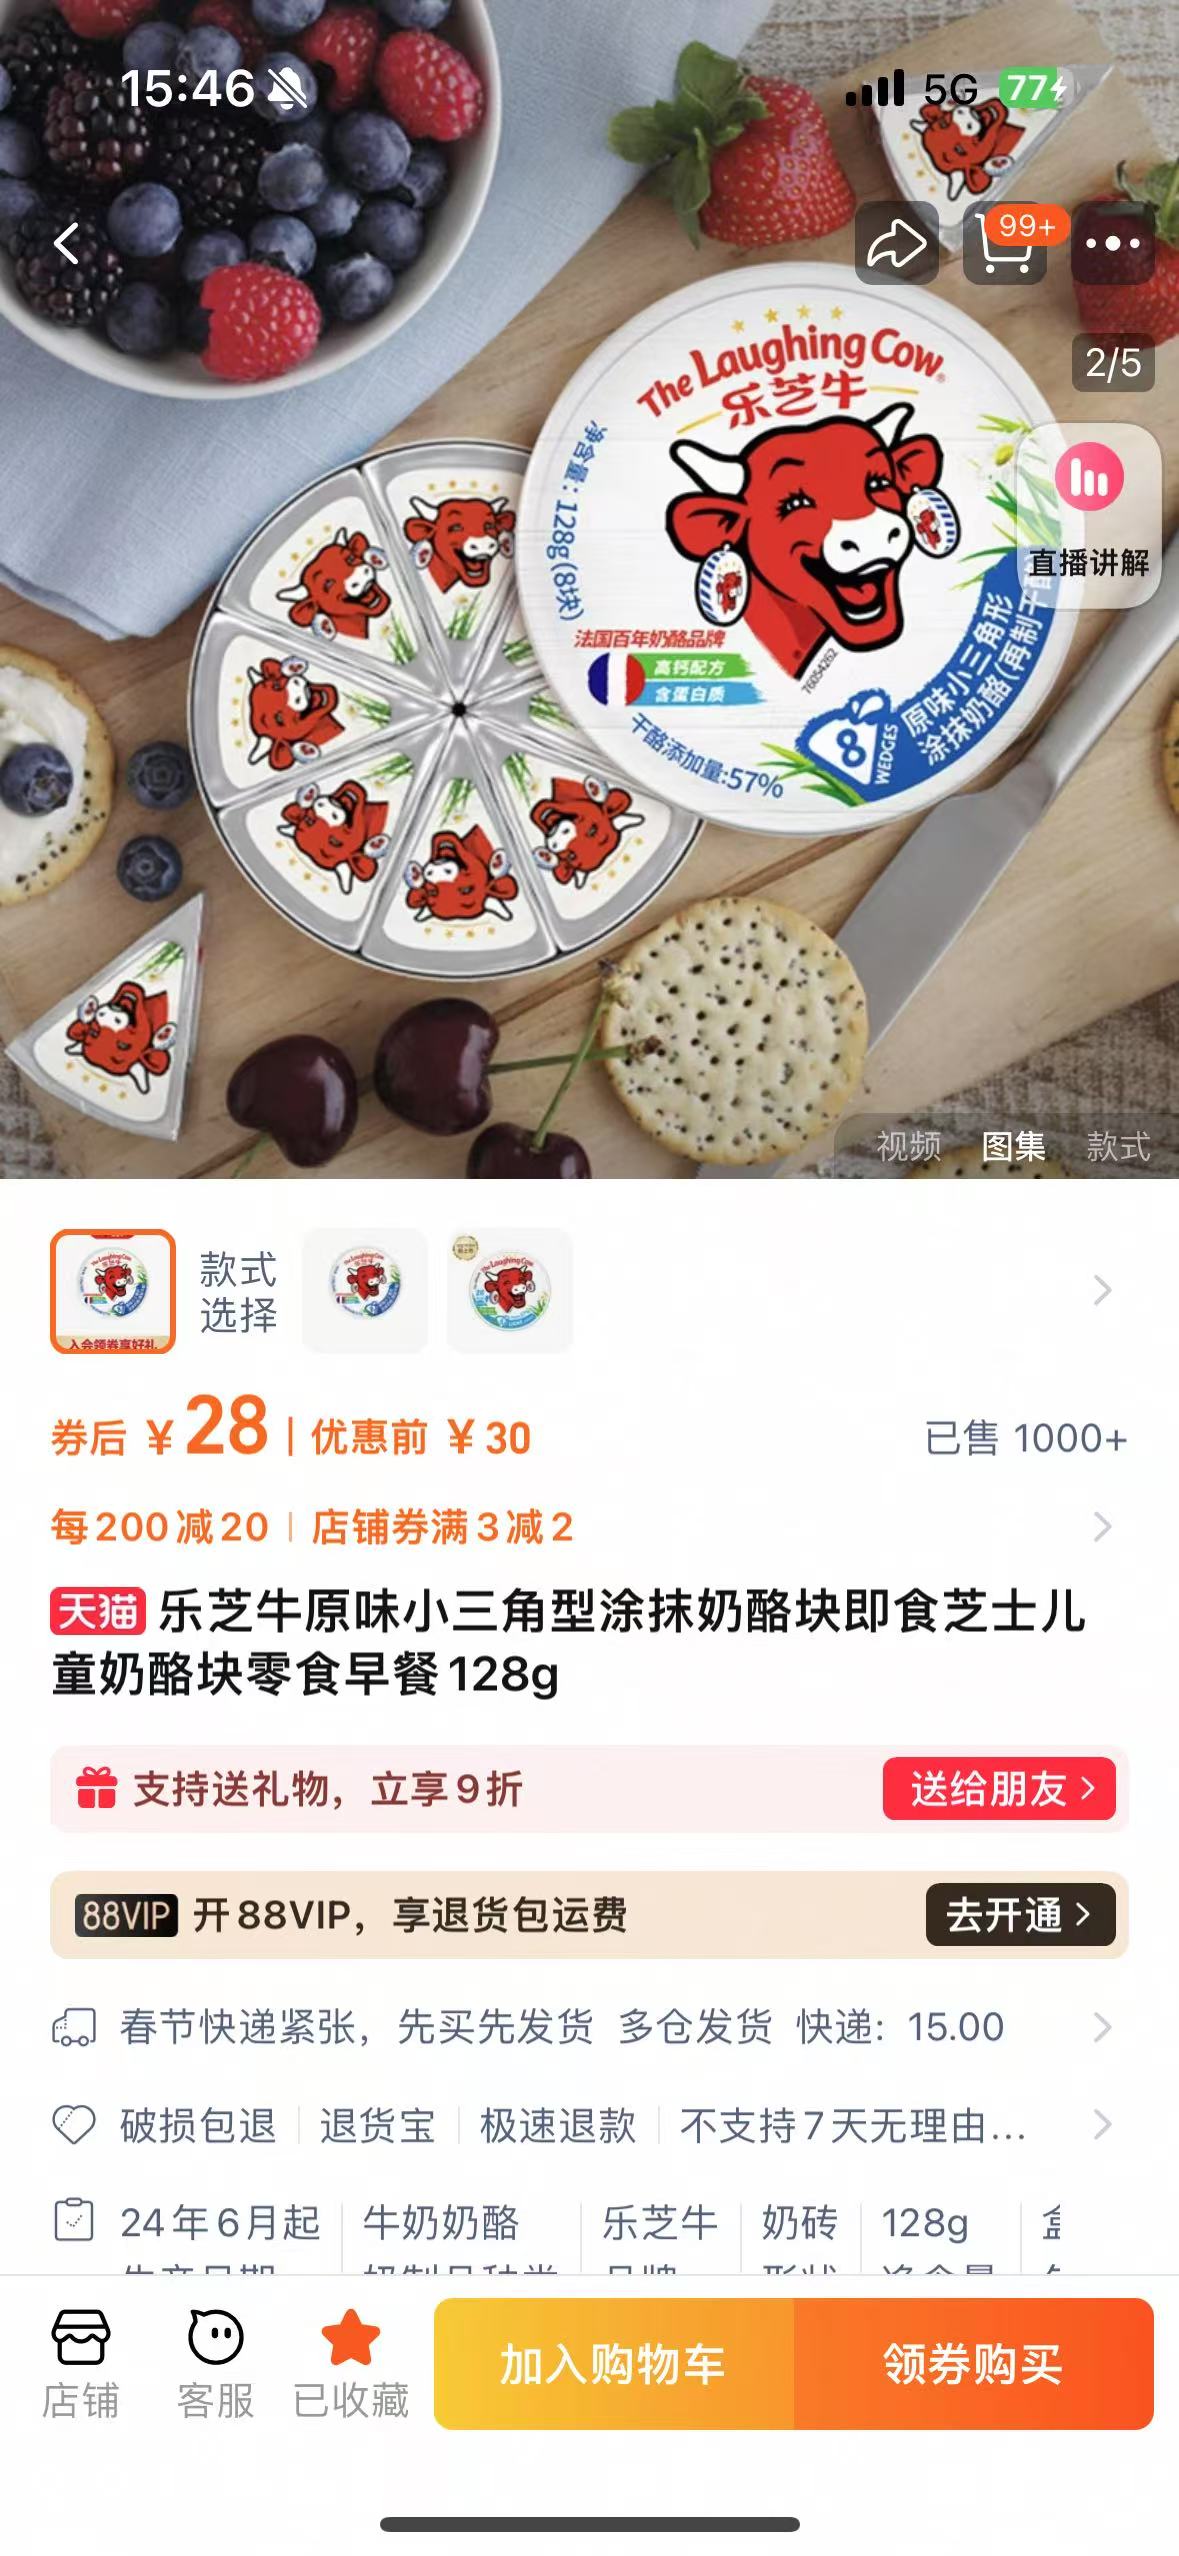 15:46
5G
77
99+
2/5
The Laughing Cow
乐芝牛
净含量：128g(8块)
直播讲解
法国百年奶酪品牌
高钙配方
含蛋白质
76054262
干酪添加量:57%
8
WEDGES
原味小三角形
涂抹奶酪(再制干酪
视频
图集
款式
款式
选择
入会领券享好礼
券后 ¥28
优惠前 ¥30
已售 1000+
每200减20
店铺券满3减2
天猫 乐芝牛原味小三角型涂抹奶酪块即食芝士儿
童奶酪块零食早餐128g
支持送礼物，立享9折
送给朋友
88VIP 开88VIP，享退货包运费
去开通
春节快递紧张，先买先发货 多仓发货 快递: 15.00
破损包退
退货宝
极速退款
不支持7天无理由...
24年6月起
牛奶奶酪
乐芝牛
奶砖
128g
店铺
客服
已收藏
加入购物车
领券购买